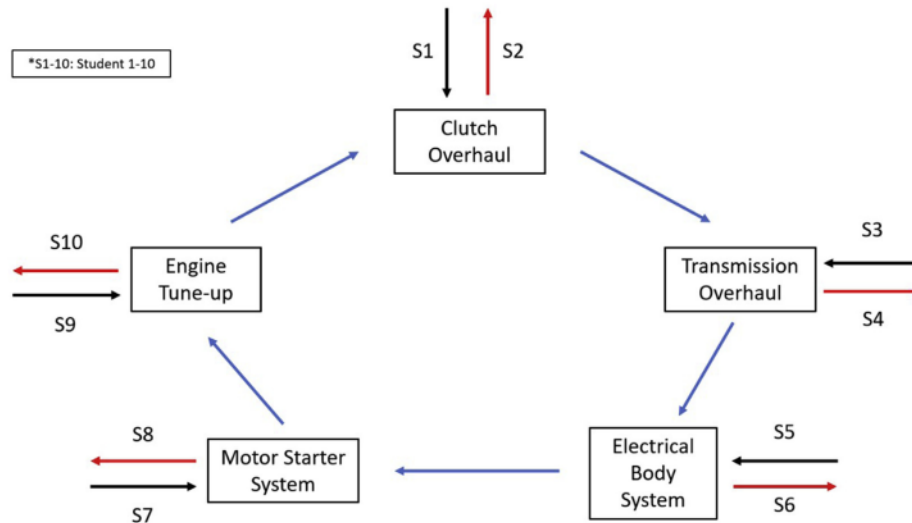 S1
S2
*S1-10: Student 1-10
Clutch
Overhaul
S10
Engine
Tune-up
S9
S3
Transmission
Overhaul
S4
S8
Motor Starter
System
S7
Electrical
Body
System
S5
S6